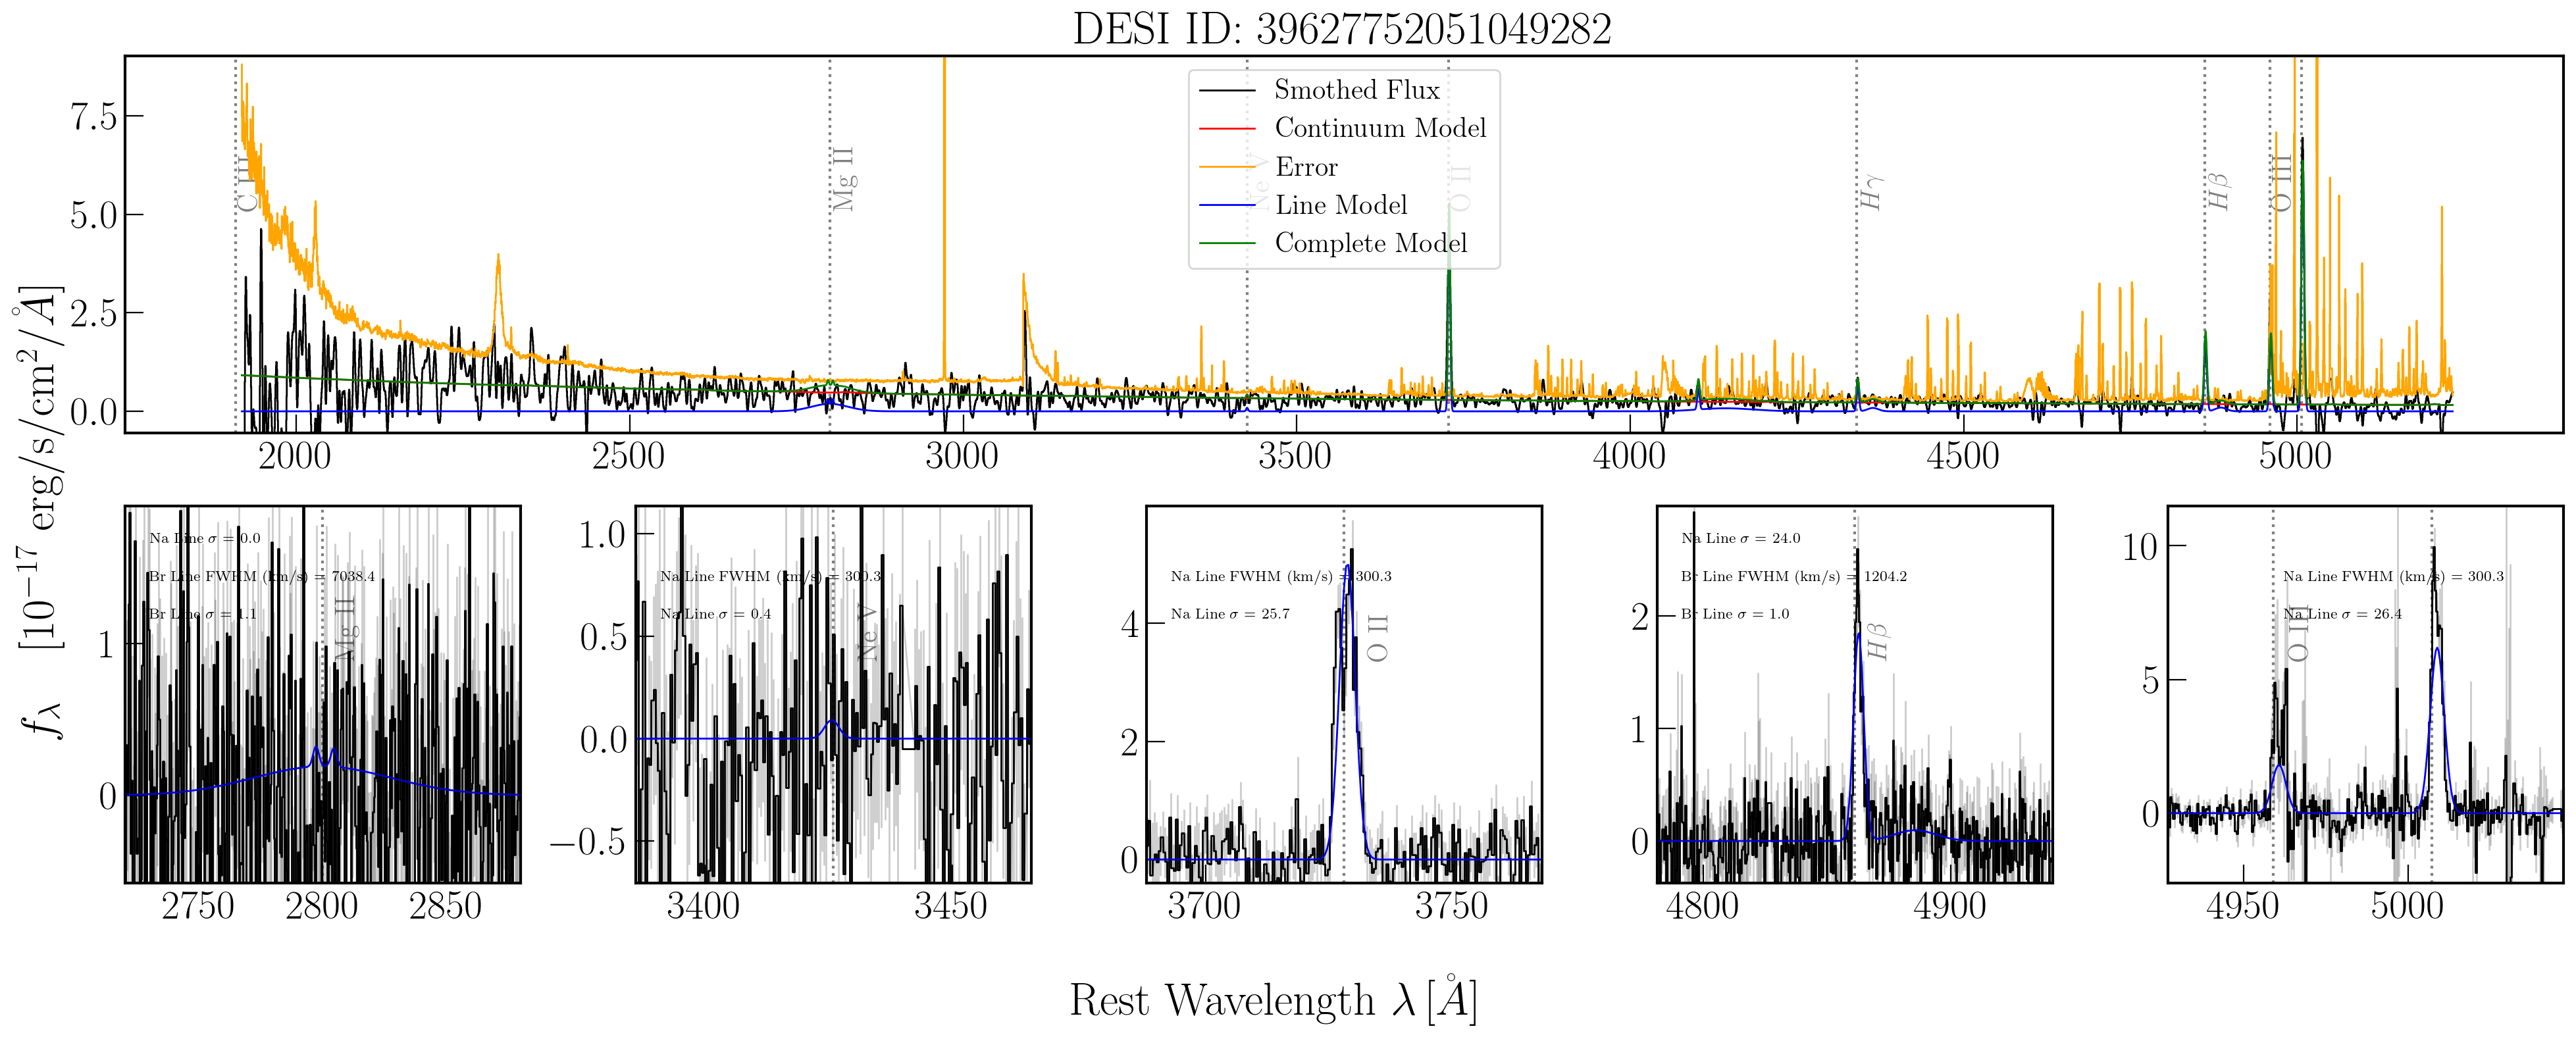 DESI ID: 39627752051049282
Smothed Flux
Continuum Model
Error
Line Model
Complete Model
C III
Mg II
Ne V
O II
Hγ
Hβ
O III
7.5
5.0
2.5
0.0
2000 2500 3000 3500 4000 4500 5000
f_λ [10^{-17} erg/s/cm^2/Å]
Na Line σ = 0.0
Br Line FWHM (km/s) = 7038.4
Br Line σ = 1.1
Mg II
1
0
2750 2800 2850
Na Line FWHM (km/s) = 300.3
Na Line σ = 0.4
Ne V
1.0
0.5
0.0
−0.5
3400 3450
Na Line FWHM (km/s) = 300.3
Na Line σ = 25.7
O II
4
2
0
3700 3750
Na Line σ = 24.0
Br Line FWHM (km/s) = 1204.2
Br Line σ = 1.0
Hβ
2
1
0
4800 4900
Na Line FWHM (km/s) = 300.3
Na Line σ = 26.4
O III
10
5
0
4950 5000
Rest Wavelength λ [Å]